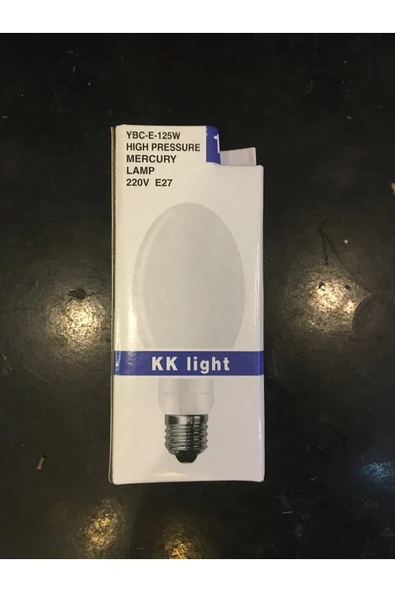 YBC-E-125W
HIGH PRESSURE
MERCURY
LAMP
220V E27
KK light